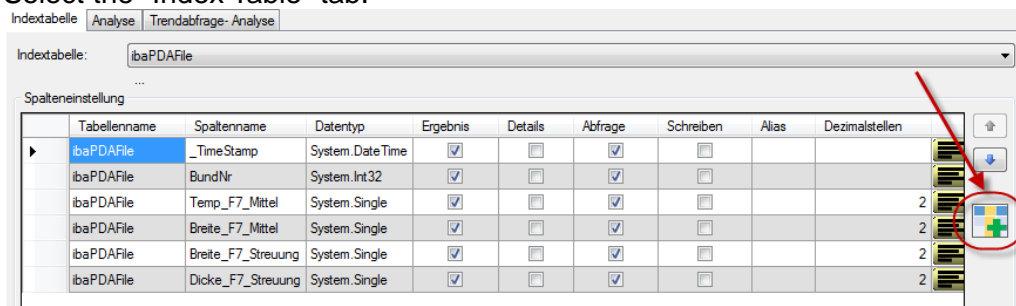 Select the "Index Table" tab.
Indextabelle Analyse Trendabfrage- Analyse
Indextabelle: ibaPDAFile
...
Spalteneinstellung
Tabellenname Spaltenname Datentyp Ergebnis Details Abfrage Schreiben Alias Dezimalstellen
ibaPDAFile _TimeStamp System.DateTime
ibaPDAFile BundNr System.Int32
ibaPDAFile Temp_F7_Mittel System.Single 2
ibaPDAFile Breite_F7_Mittel System.Single 2
ibaPDAFile Breite_F7_Streuung System.Single 2
ibaPDAFile Dicke_F7_Streuung System.Single 2